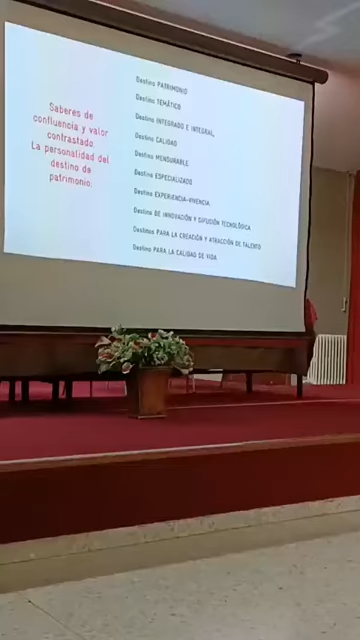 Saberes de
confluencia y valor
contrastado.
La personalidad del
destino de
patrimonio.
Destino PATRIMONIO
Destino TEMÁTICO
Destino INTEGRADO E INTEGRAL,
Destino CALIDAD
Destino MENSURABLE,
Destino ESPECIALIZADO
Destino EXPERIENCIA-VIVENCIA.
Destino DE INNOVACIÓN Y DIFUCIÓN TECNOLÓGICA
Destinos PARA LA CREACIÓN Y ATRACCIÓN DE TALENTO
Destino PARA LA CALIDAD DE VIDA